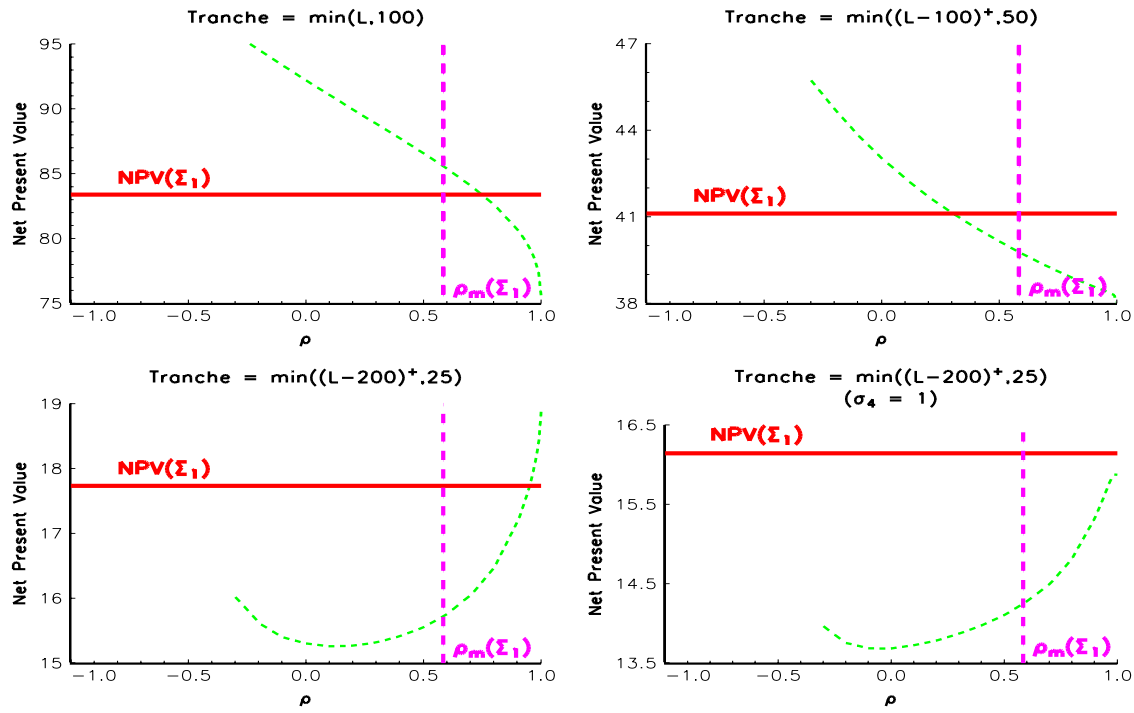 Tranche = min(L,100)
95
90
85
80
75
Net Present Value
NPV(Σ₁)
ρₘ(Σ₁)
−1.0 −0.5 0.0 0.5 1.0
ρ
Tranche = min((L−100)⁺,50)
47
44
41
38
Net Present Value
NPV(Σ₁)
ρₘ(Σ₁)
−1.0 −0.5 0.0 0.5 1.0
ρ
Tranche = min((L−200)⁺,25)
19
18
17
16
15
Net Present Value
NPV(Σ₁)
ρₘ(Σ₁)
−1.0 −0.5 0.0 0.5 1.0
ρ
Tranche = min((L−200)⁺,25)
(σ₄ = 1)
16.5
15.5
14.5
13.5
Net Present Value
NPV(Σ₁)
ρₘ(Σ₁)
−1.0 −0.5 0.0 0.5 1.0
ρ